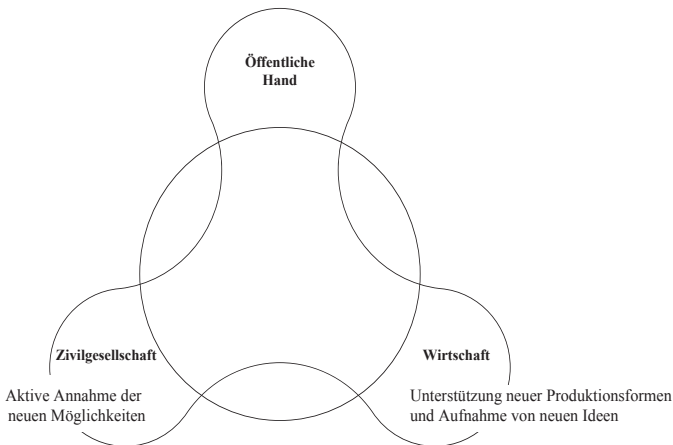 Öffentliche
Hand
Zivilgesellschaft
Aktive Annahme der
neuen Möglichkeiten
Wirtschaft
Unterstützung neuer Produktionsformen
und Aufnahme von neuen Ideen